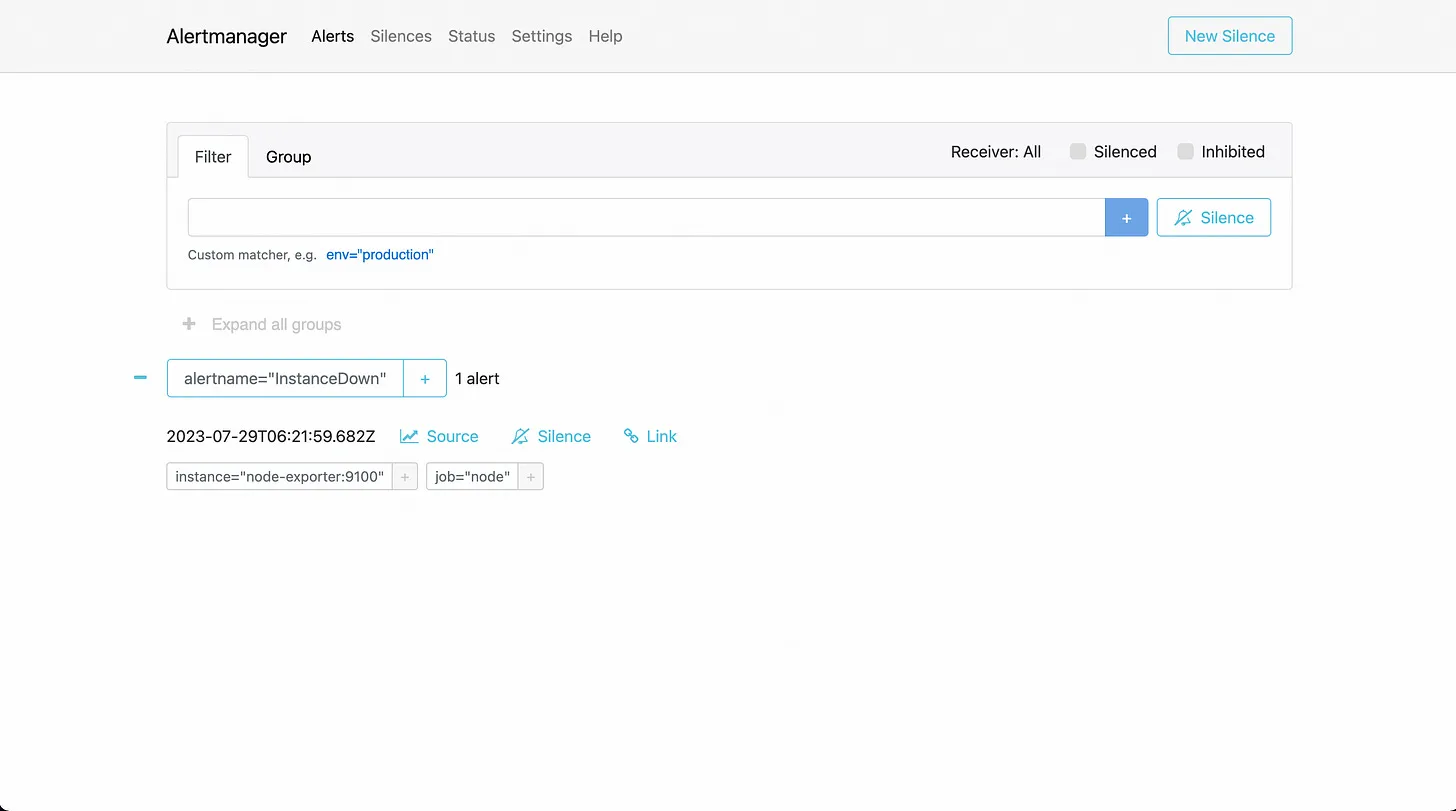 Alertmanager Alerts Silences Status Settings Help New Silence
Filter Group Receiver: All Silenced Inhibited
+ Silence
Custom matcher, e.g. env="production"
+ Expand all groups
alertname="InstanceDown" + 1 alert
2023-07-29T06:21:59.682Z Source Silence Link
instance="node-exporter:9100" + job="node" +